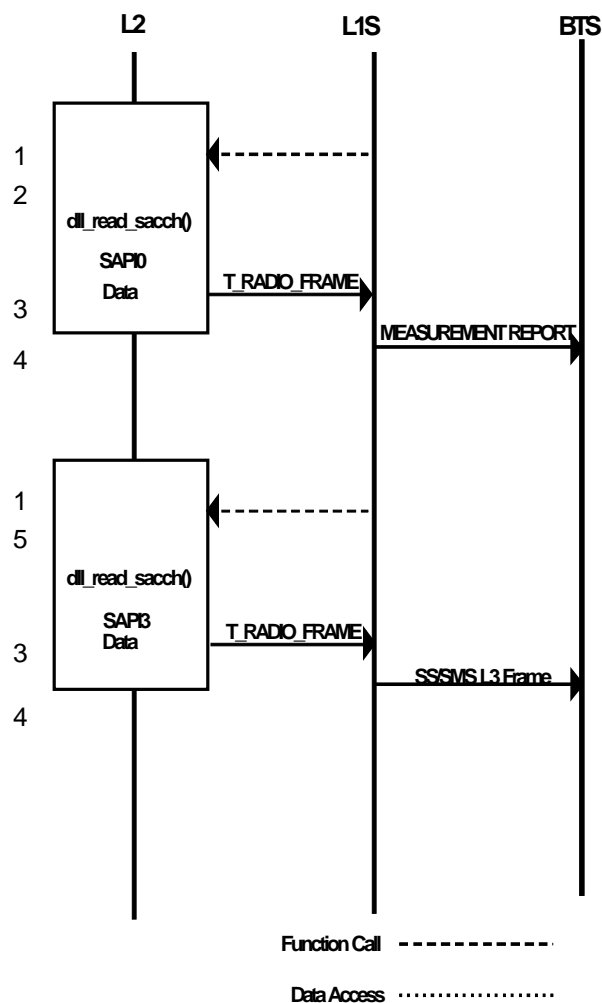 L2 L1S BTS
1
2
dll_read_sacch()
SAPI0
Data
T_RADIO_FRAME
3
MEASUREMENT REPORT
4
1
5
dll_read_sacch()
SAPI3
Data
T_RADIO_FRAME
3
SS/SMS L3 Frame
4
Function Call
Data Access